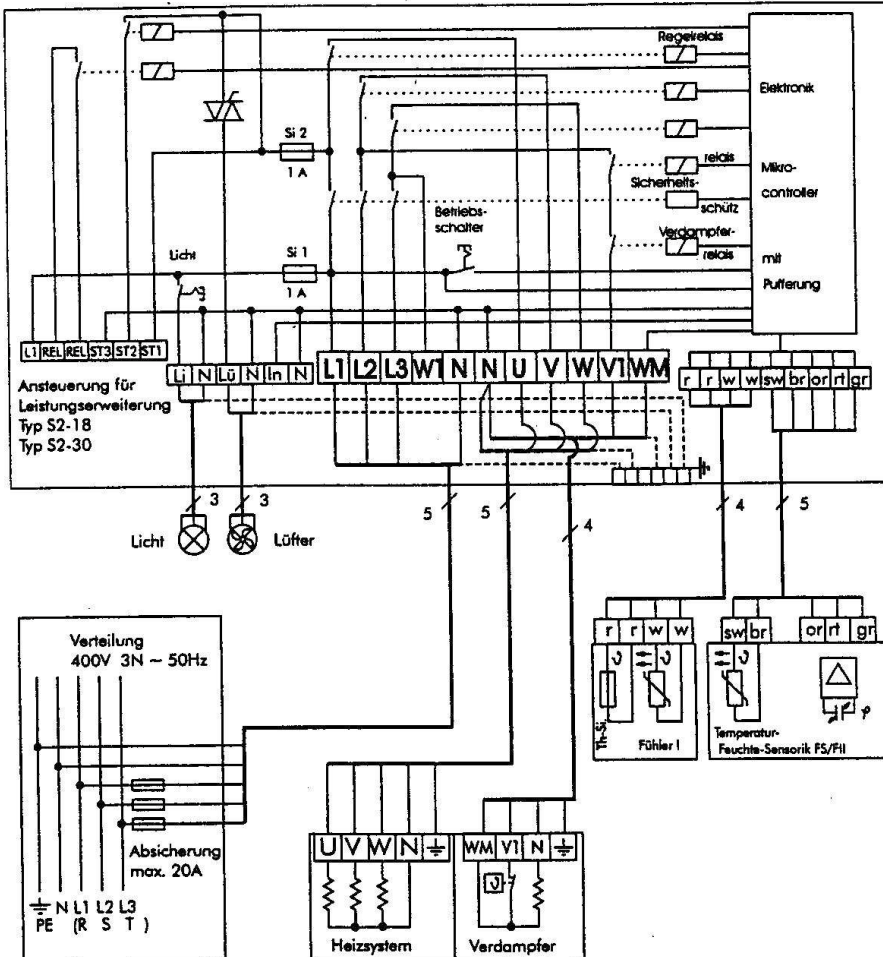 Regelrelais
Elektronik
Si 2
1 A
relais
Mikro-
controller
Sicherheits-
schütz
Betriebs-
schalter
Verdampfer-
relais
Licht
Si 1
1 A
mit
Pufferung
L1 REL REL ST3 ST2 ST1
Li N Lü N In N
L1 L2 L3 W1 N N U V W V1 WM
r r w w sw br or rt gr
Ansteuerung für
Leistungserweiterung
Typ S2-18
Typ S2-30
3 3 5 5 4 4 5
Licht
Lüfter
r r w w
sw br or rt gr
Verteilung
400V 3N ~ 50Hz
ϑ ϑ ϑ
φ
Th-Si.
Fühler I
Temperatur-
Feuchte-Sensorik FS/FII
Absicherung
max. 20A
U V W N
WM V1 N
ϑ
N L1 L2 L3
PE (R S T )
Heizsystem
Verdampfer